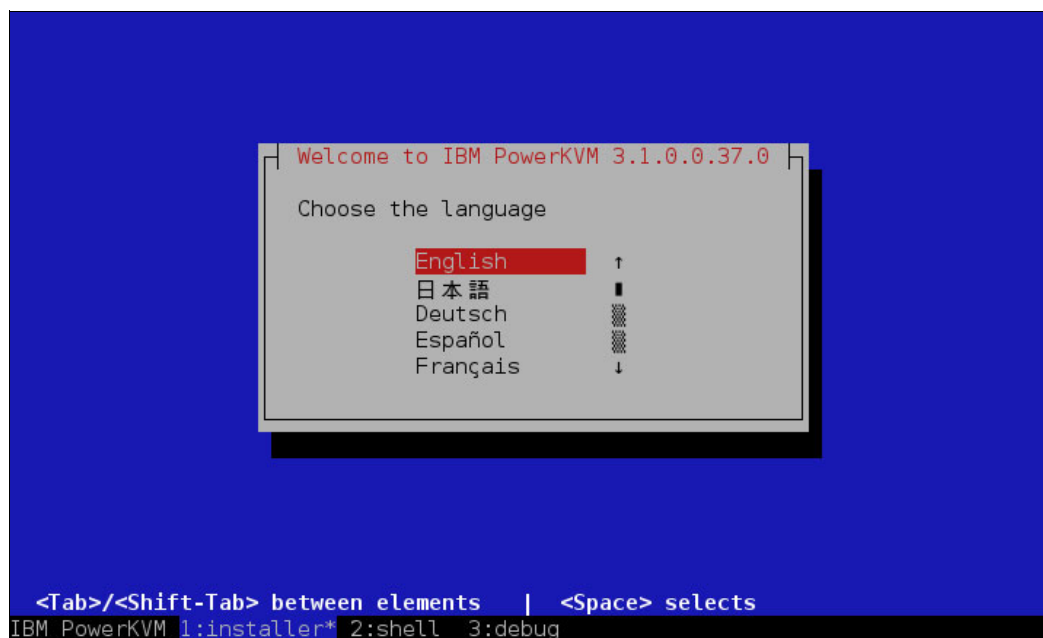 Welcome to IBM PowerKVM 3.1.0.0.37.0
Choose the language
English ↑
日本語
Deutsch
Español
Français ↓
<Tab>/<Shift-Tab> between elements | <Space> selects
IBM PowerKVM 1:installer* 2:shell 3:debug